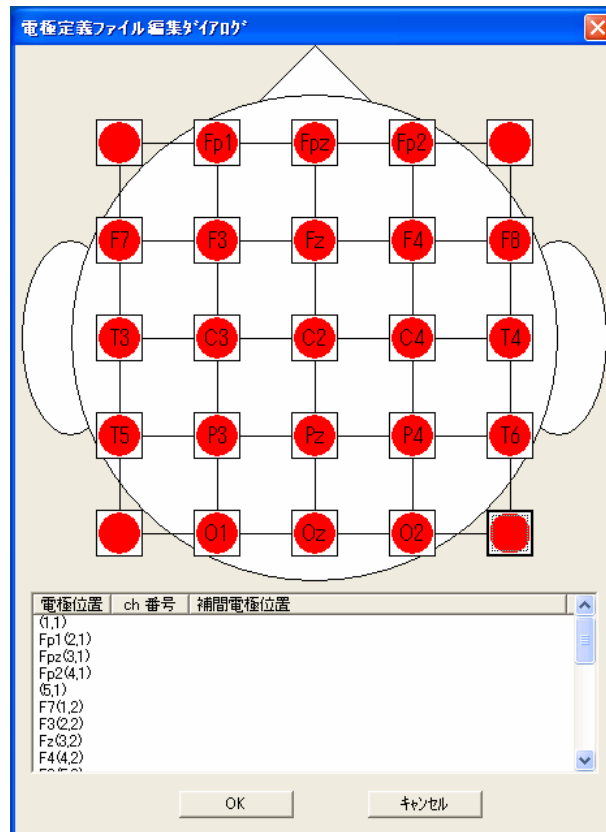 電極定義ファイル編集ダイアログ
Fp1 Fpz Fp2
F7 F3 Fz F4 F8
T3 C3 C2 C4 T4
T5 P3 Pz P4 T6
O1 Oz O2
電極位置 ch 番号 補間電極位置
(1,1)
Fp1(2,1)
Fpz(3,1)
Fp2(4,1)
(5,1)
F7(1,2)
F3(2,2)
Fz(3,2)
F4(4,2)
OK キャンセル